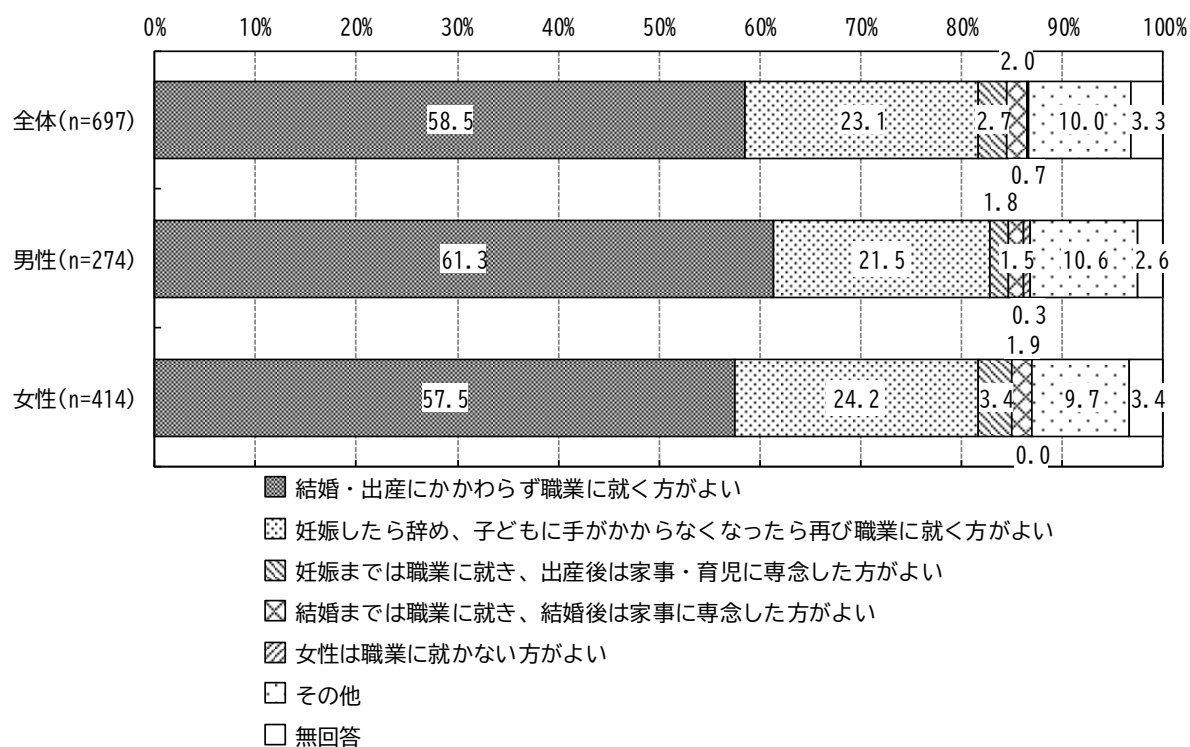 0% 10% 20% 30% 40% 50% 60% 70% 80% 90% 100%
2.0
全体(n=697) 58.5 23.1 2.7 10.0 3.3
0.7
1.8
男性(n=274) 61.3 21.5 1.5 10.6 2.6
0.3
1.9
女性(n=414) 57.5 24.2 3.4 9.7 3.4
0.0
結婚・出産にかかわらず職業に就く方がよい
妊娠したら辞め、子どもに手がかからなくなったら再び職業に就く方がよい
妊娠までは職業に就き、出産後は家事・育児に専念した方がよい
結婚までは職業に就き、結婚後は家事に専念した方がよい
女性は職業に就かない方がよい
その他
無回答